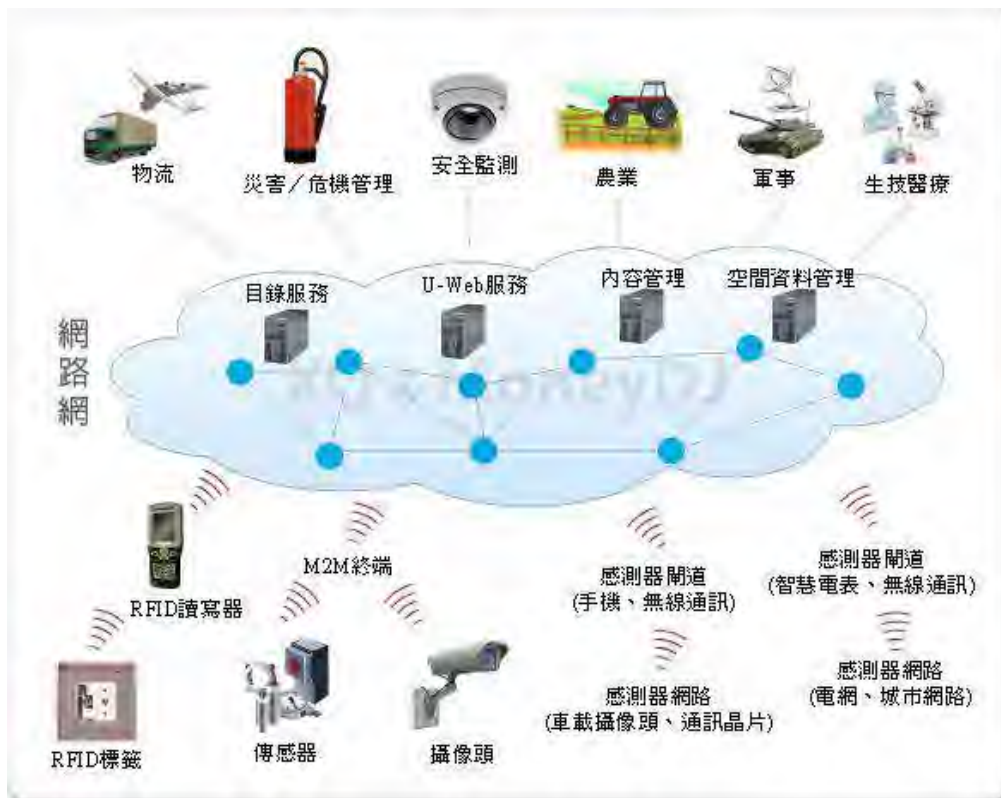 物流
災害／危機管理
安全監測
農業
軍事
生技醫療
目錄服務
U-Web服務
內容管理
空間資料管理
網路網
RFID讀寫器
M2M終端
感測器閘道
(手機、無線通訊)
感測器閘道
(智慧電表、無線通訊)
RFID標籤
傳感器
攝像頭
感測器網路
(車載攝像頭、通訊晶片)
感測器網路
(電網、城市網路)
MoneyDJ